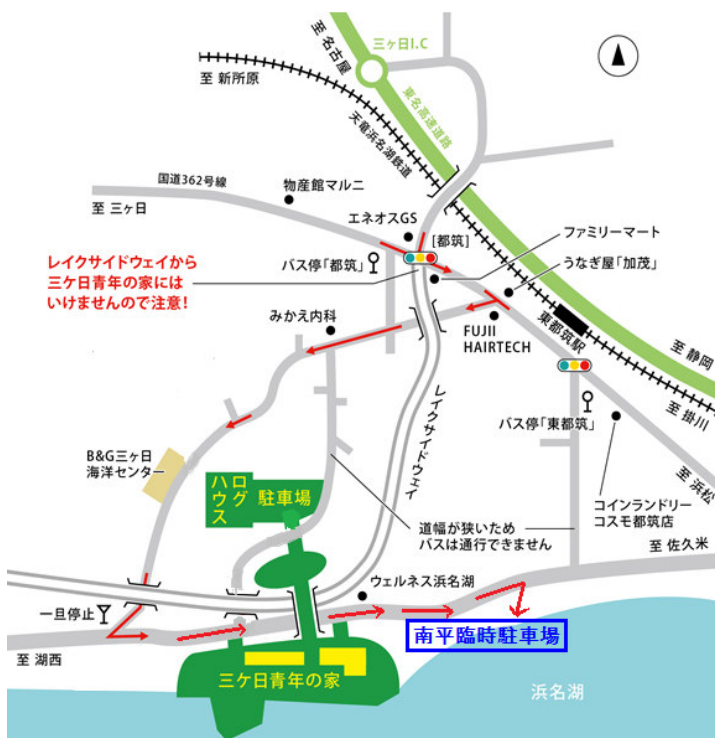 至 名古屋
三ヶ日I.C
至 新所原
東名高速道路
天竜浜名湖鉄道
国道362号線
物産館マルニ
至 三ヶ日
エネオスGS
[都筑]
ファミリーマート
バス停「都筑」
うなぎ屋「加茂」
レイクサイドウェイから
三ケ日青年の家には
いけませんので注意!
みかえ内科
FUJII
HAIRTECH
東都筑駅
至 静岡
至 掛川
レイクサイドウェイ
バス停「東都筑」
至 浜松
B&G三ヶ日
海洋センター
ログ
ハウス
駐車場
コインランドリー
コスモ都筑店
道幅が狭いため
バスは通行できません
至 佐久米
ウェルネス浜名湖
一旦停止
至 湖西
南平臨時駐車場
三ケ日青年の家
浜名湖